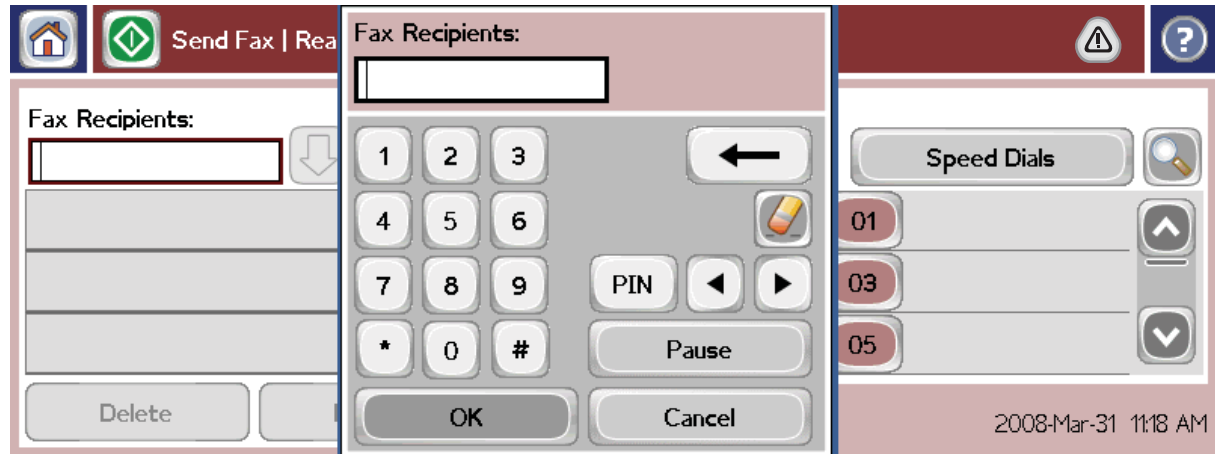 Send Fax | Rea
Fax Recipients:
Fax Recipients:
1 2 3
4 5 6
7 8 9
PIN
* 0 #
Pause
OK
Cancel
Speed Dials
01
03
05
Delete
2008-Mar-31 11:18 AM